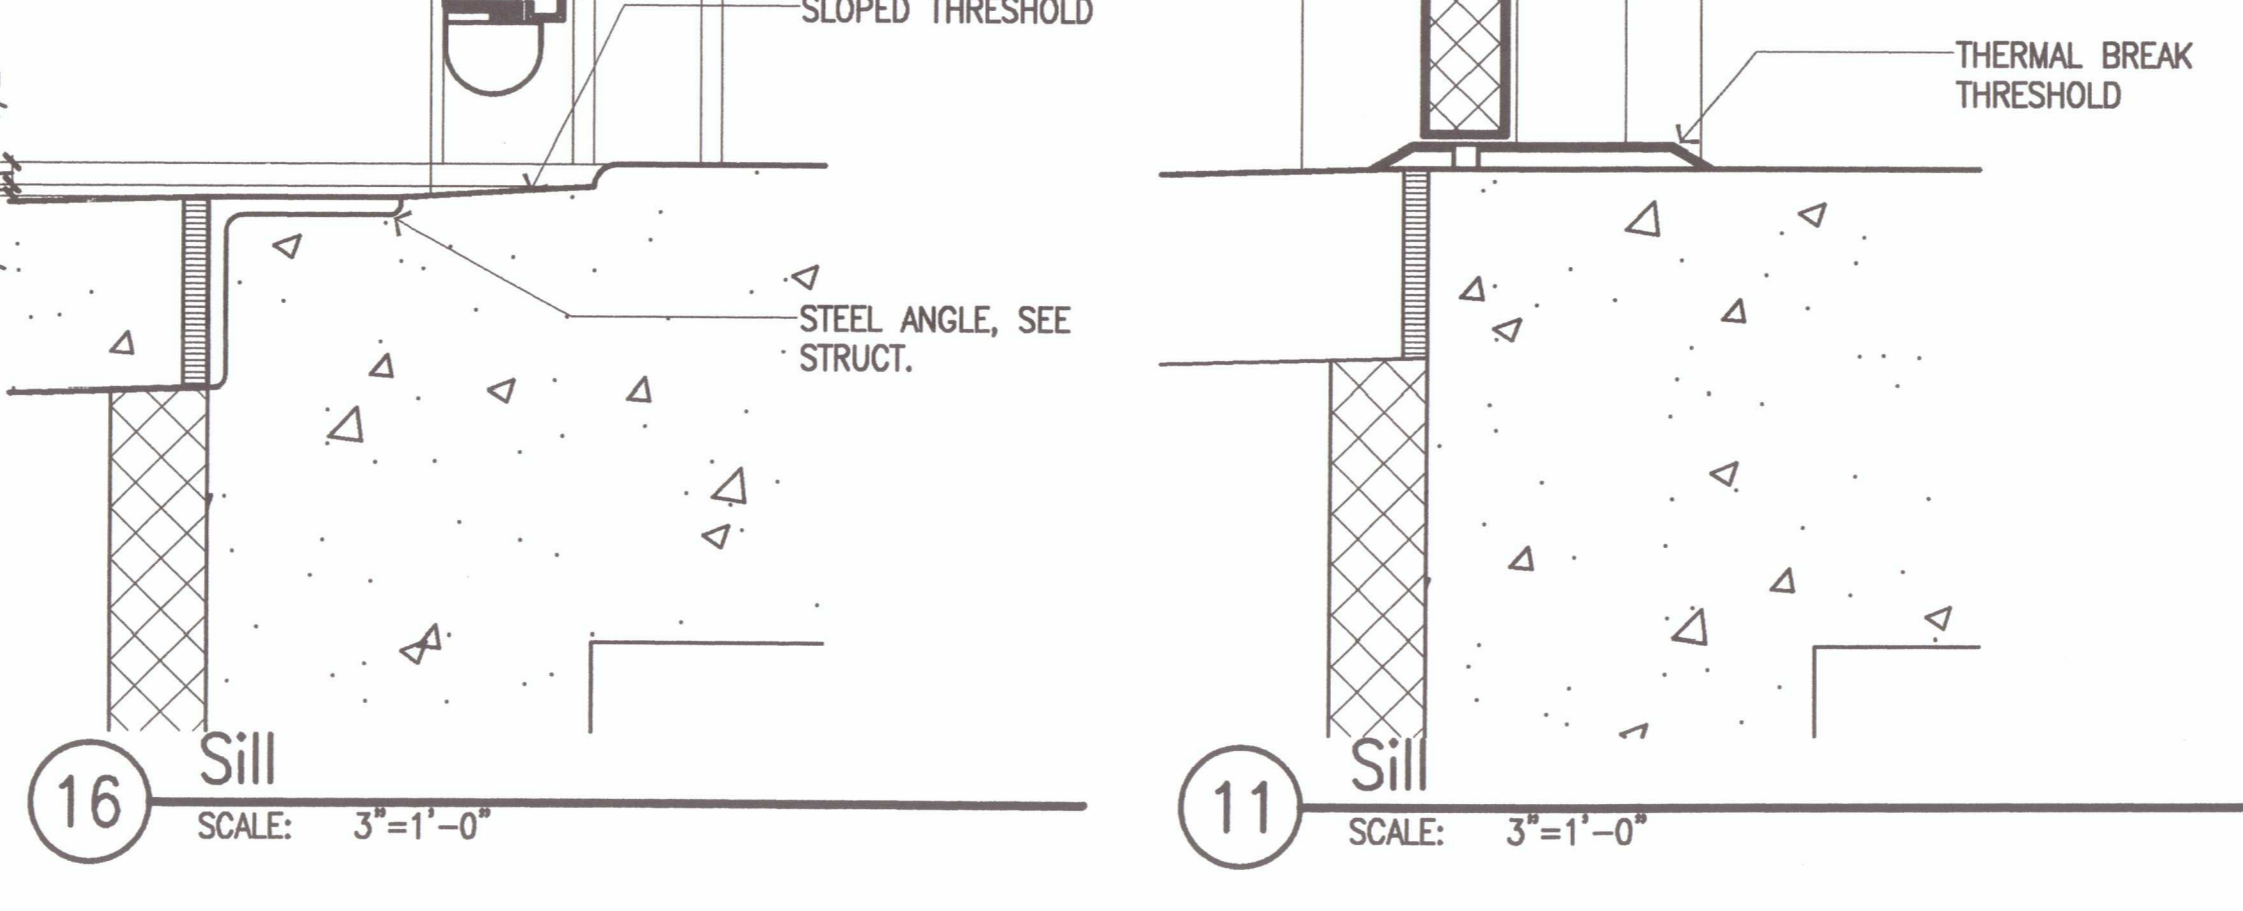 SLOPED THRESHOLD
STEEL ANGLE, SEE
STRUCT.
16
Sill
SCALE: 3"=1'-0"
THERMAL BREAK
THRESHOLD
11
Sill
SCALE: 3"=1'-0"